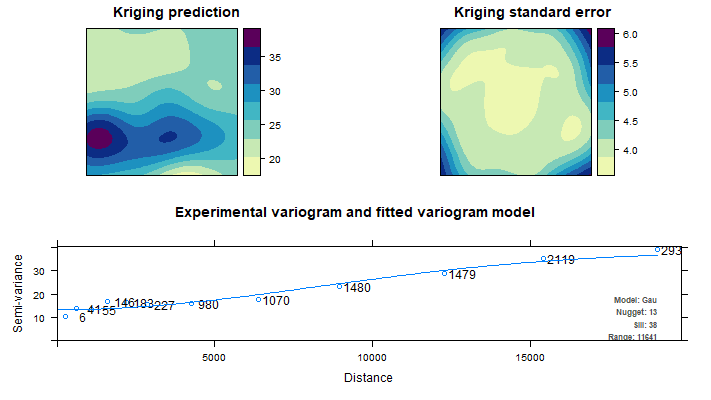 Kriging prediction
Kriging standard error
35
30
25
20
6.0
5.5
5.0
4.5
4.0
Experimental variogram and fitted variogram model
Semi-variance
30
20
10
6
146
183
227
980
1070
1480
1479
2119
293
Model: Gau
Nugget: 13
Sill: 38
Range: 11641
5000
10000
15000
Distance